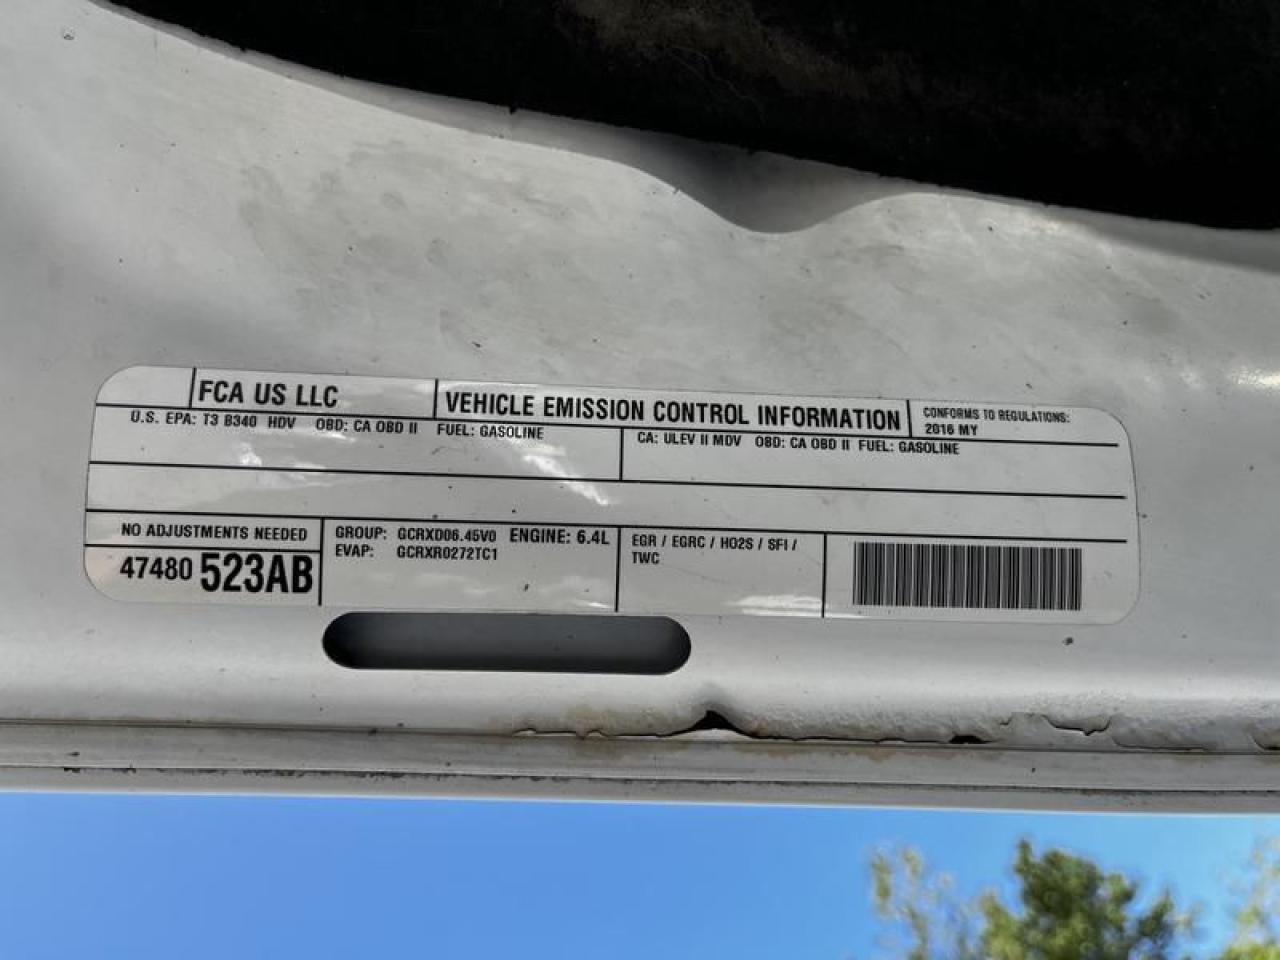 FCA US LLC
VEHICLE EMISSION CONTROL INFORMATION
CONFORMS TO REGULATIONS:
2016 MY
U.S. EPA: T3 B340 HDV OBD: CA OBD II FUEL: GASOLINE
CA: ULEV II MDV OBD: CA OBD II FUEL: GASOLINE
NO ADJUSTMENTS NEEDED
47480 523AB
GROUP: GCRXD06.45V0 ENGINE: 6.4L
EVAP: GCRXR0272TC1
EGR / EGRC / HO2S / SFI /
TWC